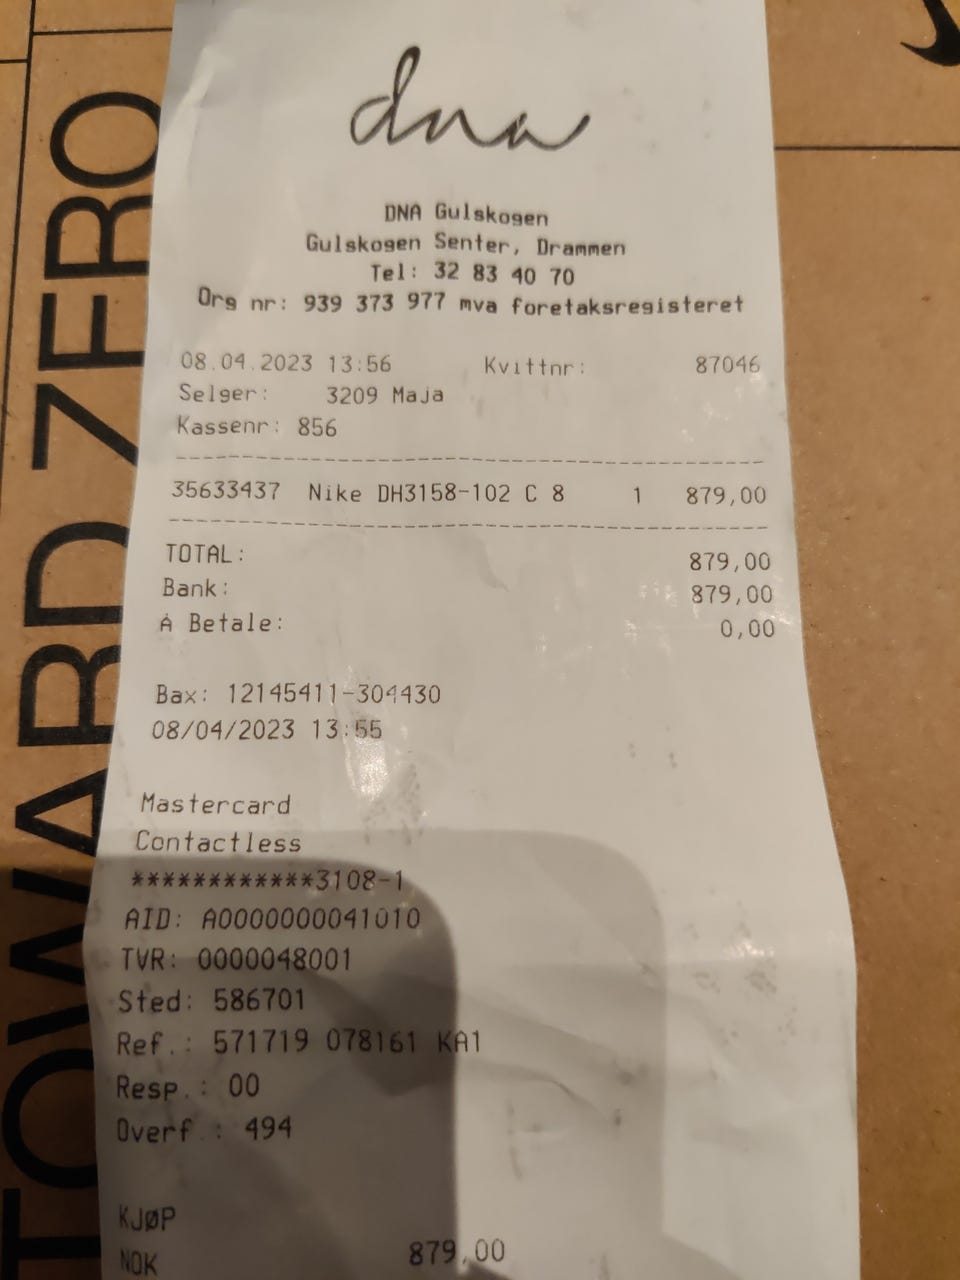 dna
DNA Gulskogen
Gulskogen Senter, Drammen
Tel: 32 83 40 70
Org nr: 939 373 977 mva foretaksregisteret
08.04.2023 13:56 Kvittnr: 87046
Selger: 3209 Maja
Kassenr: 856
35633437 Nike DH3158-102 C 8 1 879,00
TOTAL: 879,00
Bank: 879,00
Å Betale: 0,00
Bax: 12145411-304430
08/04/2023 13:55
Mastercard
Contactless
************3108-1
AID: A0000000041010
TVR: 0000048001
Sted: 586701
Ref.: 571719 078161 KA1
Resp.: 00
Overf.: 494
KJØP
NOK 879,00
TOWARD ZERO